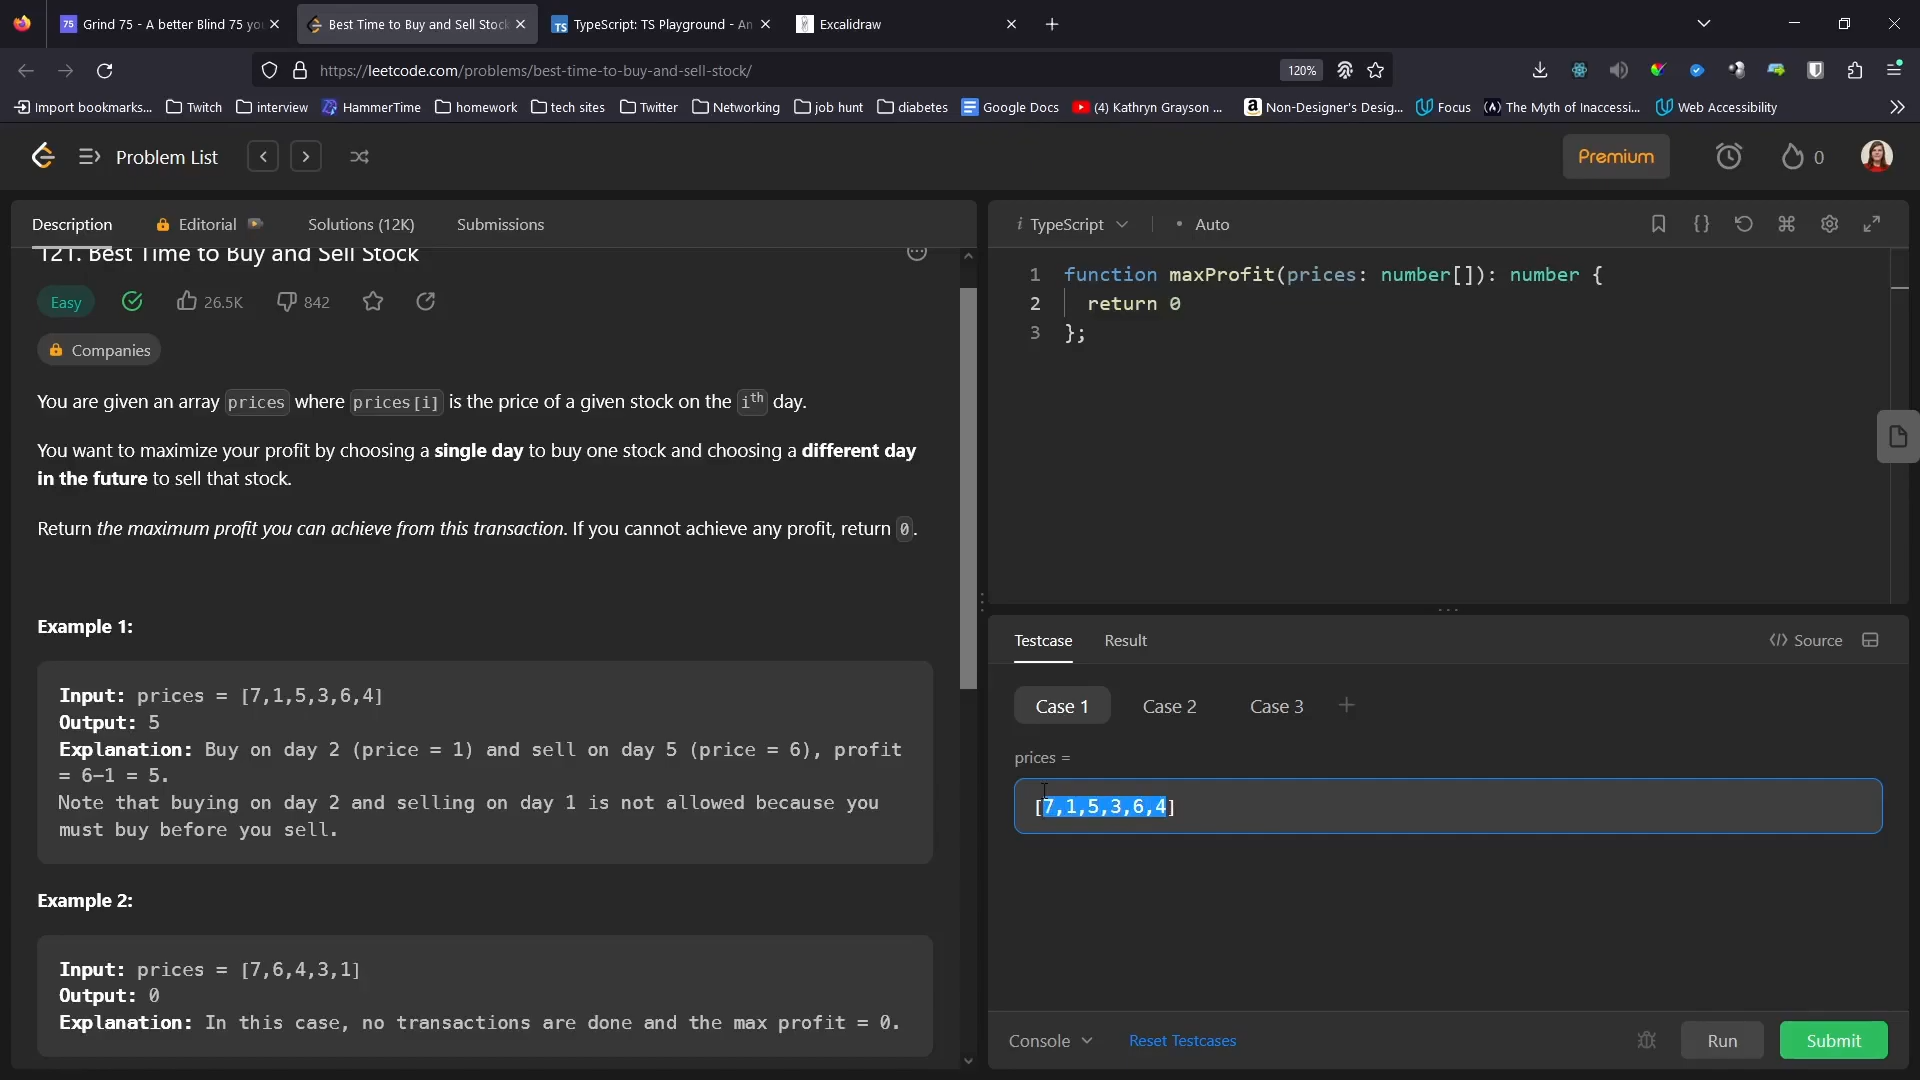 75 Grind 75 - A better Blind 75 yo
Best Time to Buy and Sell Stock
TS TypeScript: TS Playground - An
Excalidraw
https://leetcode.com/problems/best-time-to-buy-and-sell-stock/
120%
Import bookmarks...
Twitch
interview
HammerTime
homework
tech sites
Twitter
Networking
job hunt
diabetes
Google Docs
(4) Kathryn Grayson ...
a Non-Designer's Desig...
Focus
The Myth of Inaccessi...
Web Accessibility
Problem List
Premium
0
Description
Editorial
Solutions (12K)
Submissions
121. Best Time to Buy and Sell Stock
Easy
26.5K
842
Companies
You are given an array prices where prices[i] is the price of a given stock on the ith day.
You want to maximize your profit by choosing a single day to buy one stock and choosing a different day
in the future to sell that stock.
Return the maximum profit you can achieve from this transaction. If you cannot achieve any profit, return 0.
Example 1:
Input: prices = [7,1,5,3,6,4]
Output: 5
Explanation: Buy on day 2 (price = 1) and sell on day 5 (price = 6), profit
= 6-1 = 5.
Note that buying on day 2 and selling on day 1 is not allowed because you
must buy before you sell.
Example 2:
Input: prices = [7,6,4,3,1]
Output: 0
Explanation: In this case, no transactions are done and the max profit = 0.
i TypeScript
• Auto
1 function maxProfit(prices: number[]): number {
2 return 0
3 };
Testcase
Result
</> Source
Case 1
Case 2
Case 3
+
prices =
[7,1,5,3,6,4]
Console
Reset Testcases
Run
Submit